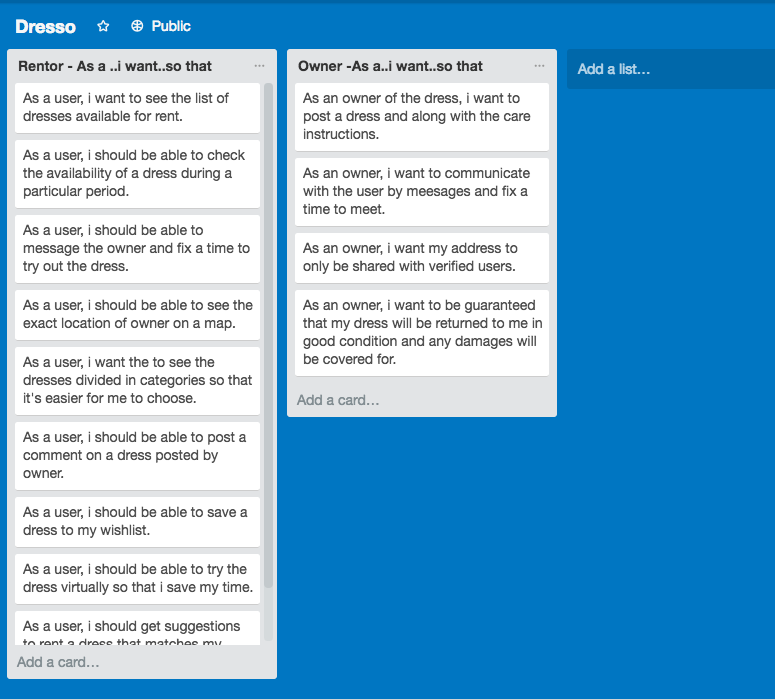 Dresso
Public
Rentor - As a ..i want..so that
As a user, i want to see the list of
dresses available for rent.
As a user, i should be able to check
the availability of a dress during a
particular period.
As a user, i should be able to
message the owner and fix a time to
try out the dress.
As a user, i should be able to see the
exact location of owner on a map.
As a user, i want the to see the
dresses divided in categories so that
it's easier for me to choose.
As a user, i should be able to post a
comment on a dress posted by
owner.
As a user, i should be able to save a
dress to my wishlist.
As a user, i should be able to try the
dress virtually so that i save my time.
As a user, i should get suggestions
to rent a dress that matches my
Add a card…
Owner -As a..i want..so that
As an owner of the dress, i want to
post a dress and along with the care
instructions.
As an owner, i want to communicate
with the user by meesages and fix a
time to meet.
As an owner, i want my address to
only be shared with verified users.
As an owner, i want to be guaranteed
that my dress will be returned to me in
good condition and any damages will
be covered for.
Add a card…
Add a list…